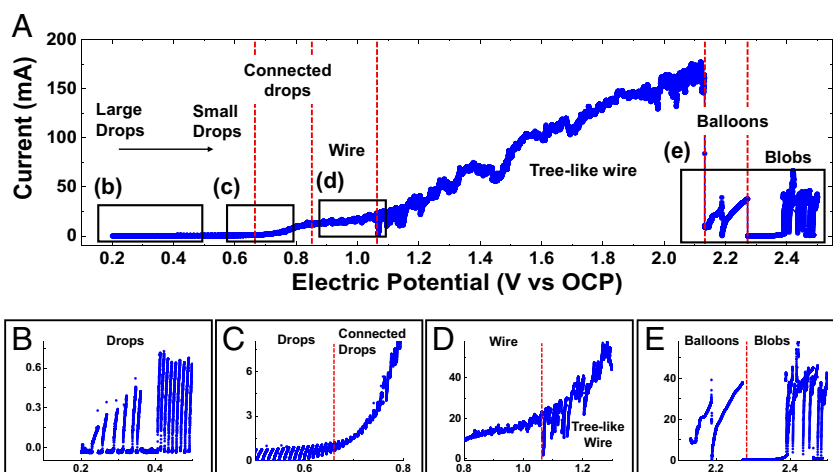 A
Current (mA)
200
150
100
50
0
Large
Drops
Small
Drops
Connected
drops
Wire
Tree-like wire
Balloons
Blobs
(b)
(c)
(d)
(e)
0.2 0.4 0.6 0.8 1.0 1.2 1.4 1.6 1.8 2.0 2.2 2.4
Electric Potential (V vs OCP)
B
Drops
0.6
0.3
0.0
0.2 0.4
C
Drops
Connected
Drops
6
3
0
0.6 0.8
D
Wire
Tree-like
Wire
40
20
0
0.8 1.0 1.2
E
Balloons
Blobs
40
20
0
2.2 2.4